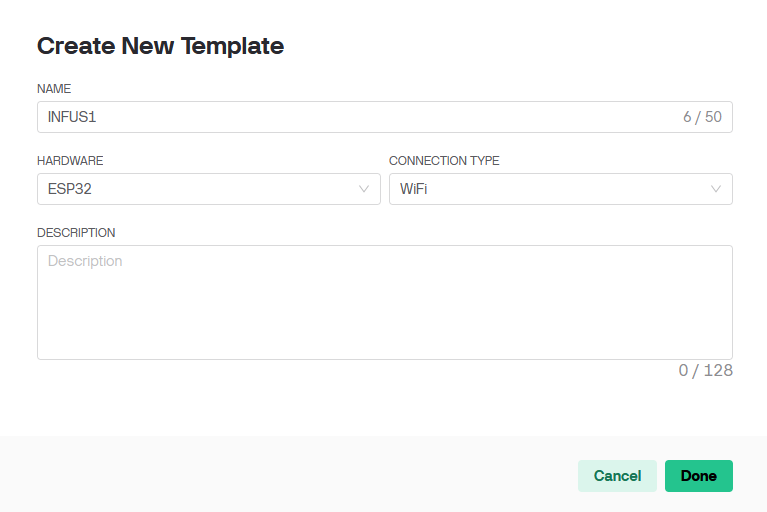 Create New Template
NAME
INFUS1 6 / 50
HARDWARE CONNECTION TYPE
ESP32 WiFi
DESCRIPTION
Description
0 / 128
Cancel Done